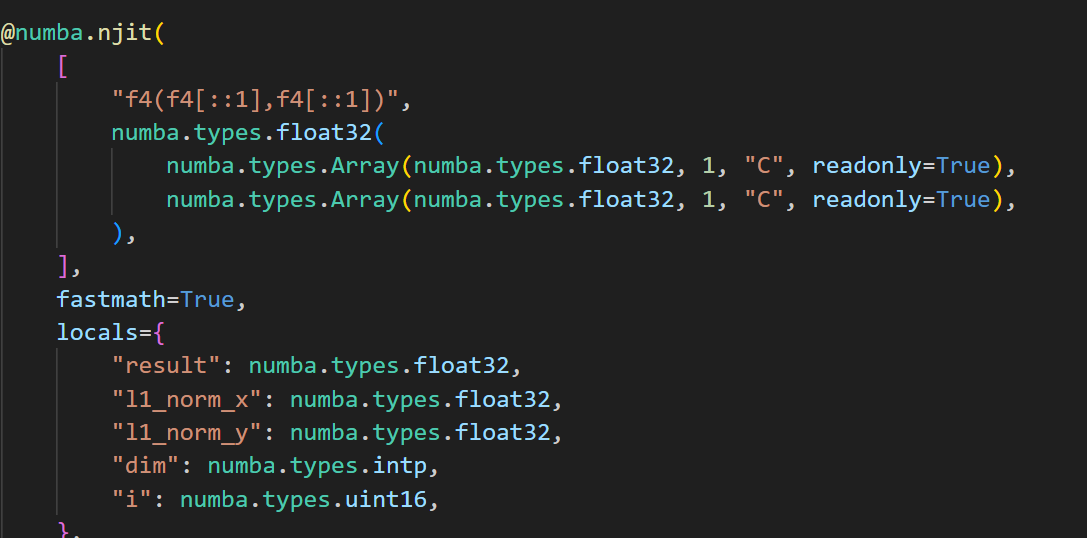 @numba.njit(
    [
        "f4(f4[::1],f4[::1])",
        numba.types.float32(
            numba.types.Array(numba.types.float32, 1, "C", readonly=True),
            numba.types.Array(numba.types.float32, 1, "C", readonly=True),
        ),
    ],
    fastmath=True,
    locals={
        "result": numba.types.float32,
        "l1_norm_x": numba.types.float32,
        "l1_norm_y": numba.types.float32,
        "dim": numba.types.intp,
        "i": numba.types.uint16,
    },